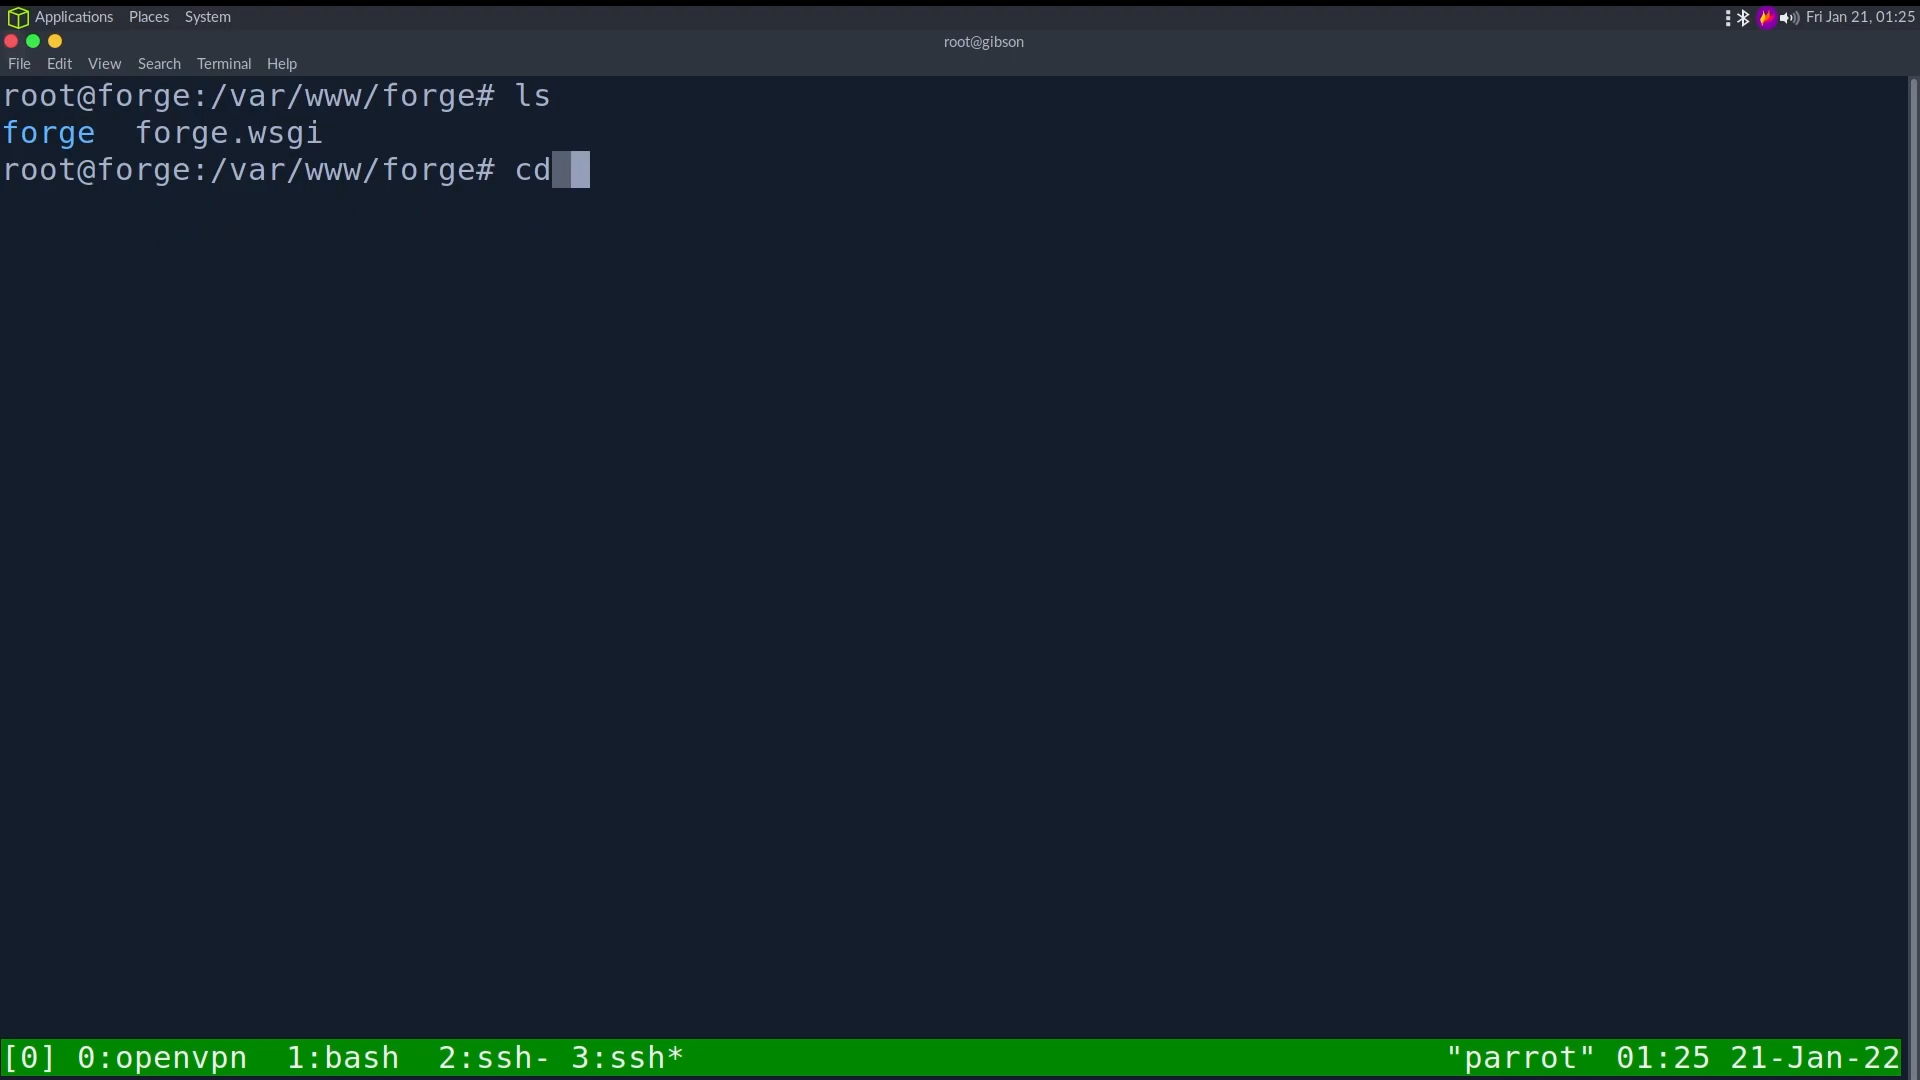 Applications Places System Fri Jan 21, 01:25
root@gibson
File Edit View Search Terminal Help
root@forge:/var/www/forge# ls
forge  forge.wsgi
root@forge:/var/www/forge# cd
[0] 0:openvpn  1:bash  2:ssh- 3:ssh* "parrot" 01:25 21-Jan-22